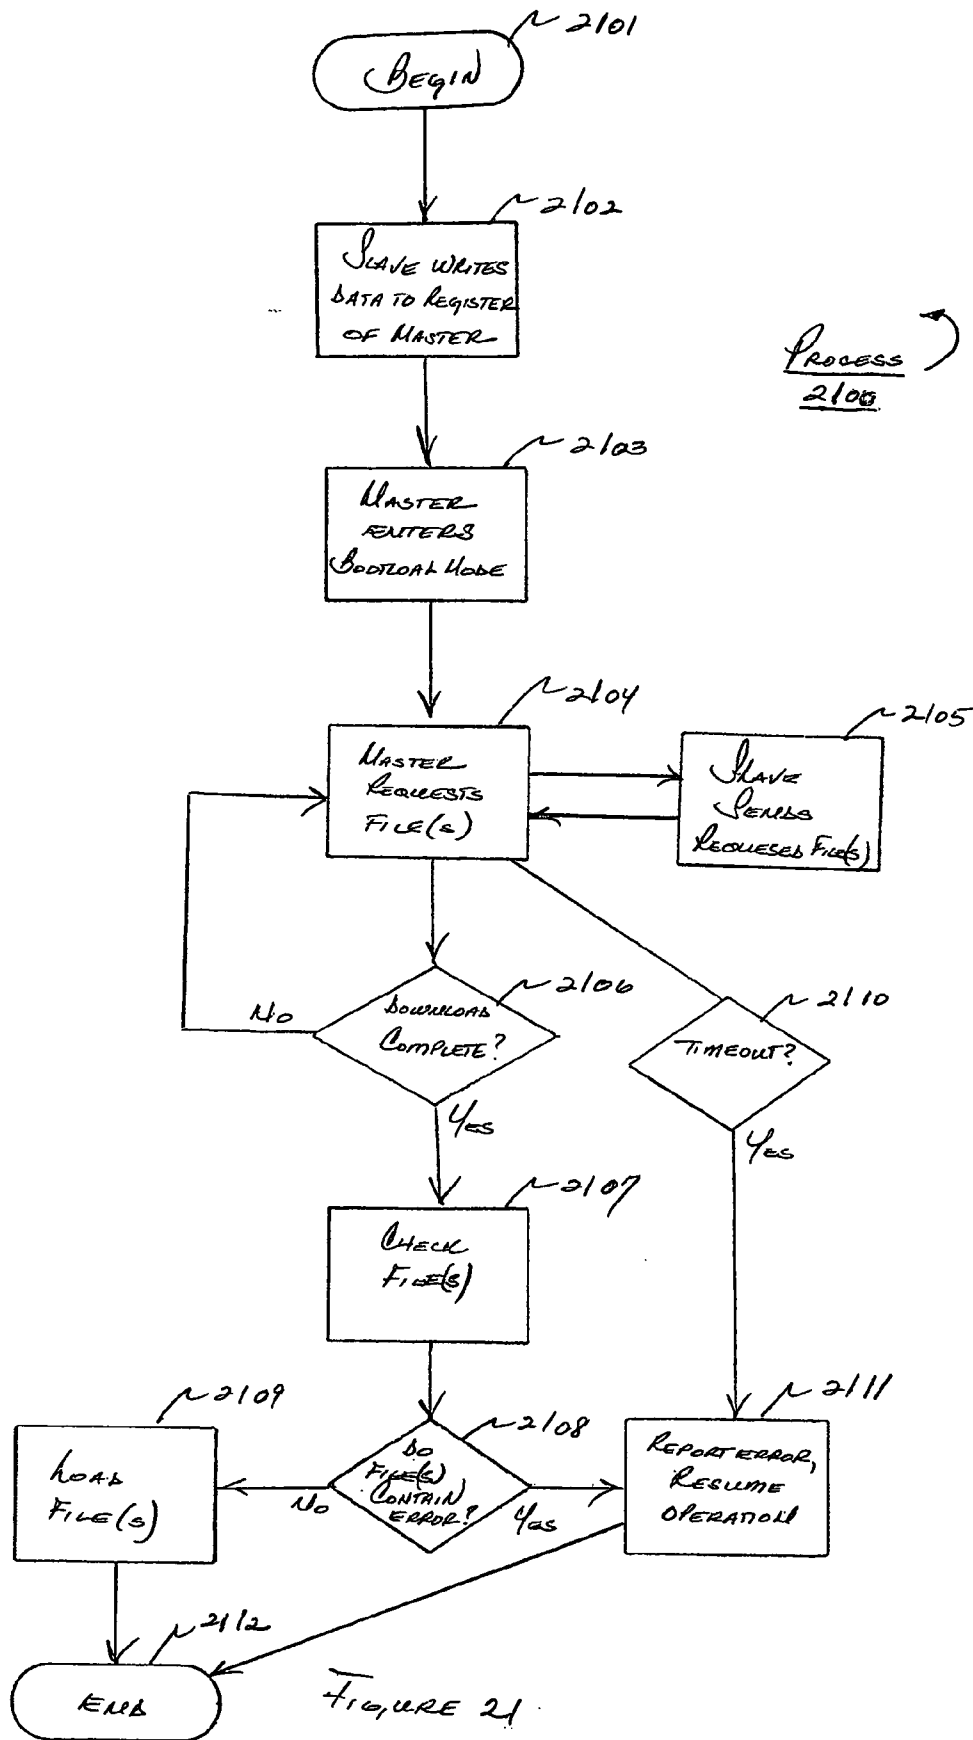 2101
BEGIN
2102
SLAVE WRITES
DATA TO REGISTER
OF MASTER
PROCESS
2100
2103
MASTER
ENTERS
BOOTLOAD MODE
2104
MASTER
REQUESTS
FILE(S)
2105
SLAVE
SENDS
REQUESED FILE(S)
2106
DOWNLOAD
COMPLETE?
NO
YES
2110
TIMEOUT?
YES
2107
CHECK
FILE(S)
2108
DO
FILE(S)
CONTAIN
ERROR?
NO
YES
2109
LOAD
FILE(S)
2111
REPORT ERROR,
RESUME
OPERATION
2112
END
FIGURE 21